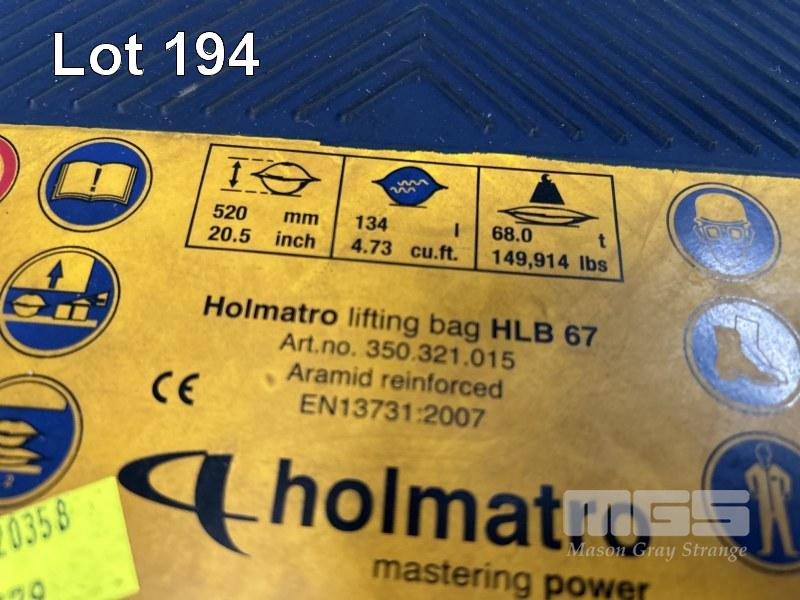 Lot 194
520 mm
20.5 inch
134 l
4.73 cu.ft.
68.0 t
149,914 lbs
Holmatro lifting bag HLB 67
Art.no. 350.321.015
Aramid reinforced
EN13731:2007
CE
holmatro
mastering power
MGS
Mason Gray Strange
20358